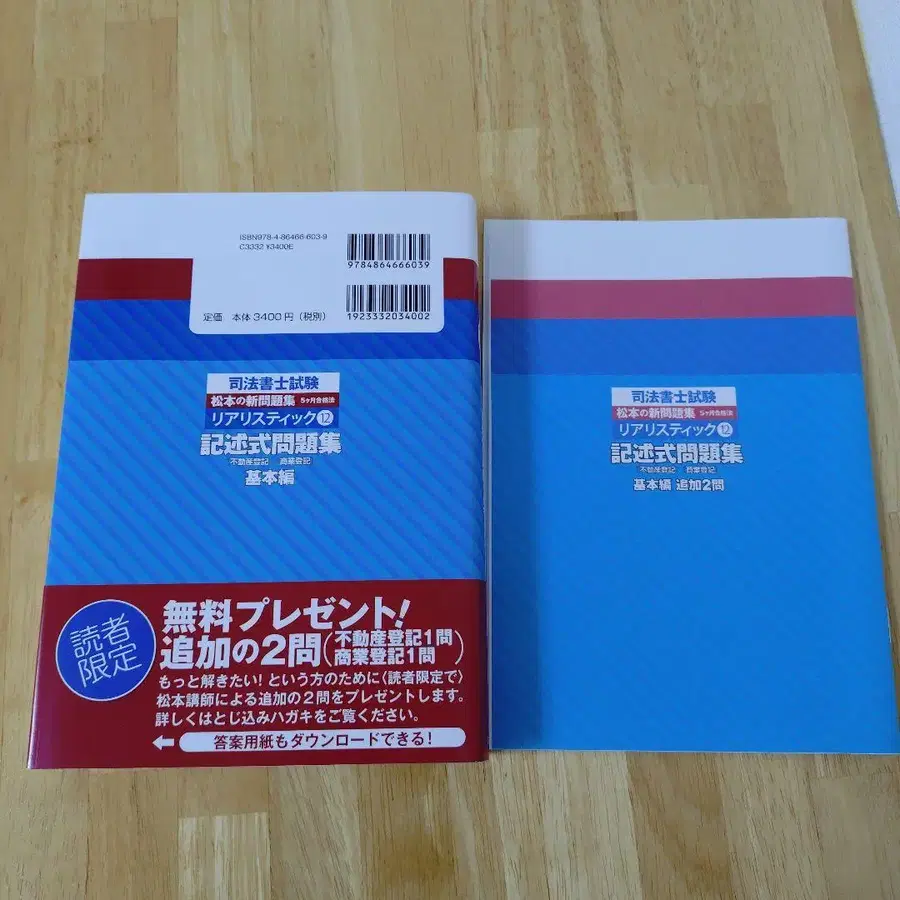 ISBN978-4-86466-603-9
C3332 ¥3400E
9784864666039
定価 本体3400円（税別）
1923332034002
司法書士試験
松本の新問題集 5ヶ月合格法
リアリスティック12
記述式問題集
不動産登記 商業登記
基本編
読者
限定
無料プレゼント!
追加の2問(不動産登記1問
商業登記1問)
もっと解きたい! という方のために〈読者限定で〉
松本講師による追加の2問をプレゼントします。
詳しくはとじ込みハガキをご覧ください。
答案用紙もダウンロードできる!
司法書士試験
松本の新問題集 5ヶ月合格法
リアリスティック12
記述式問題集
不動産登記 商業登記
基本編 追加2問